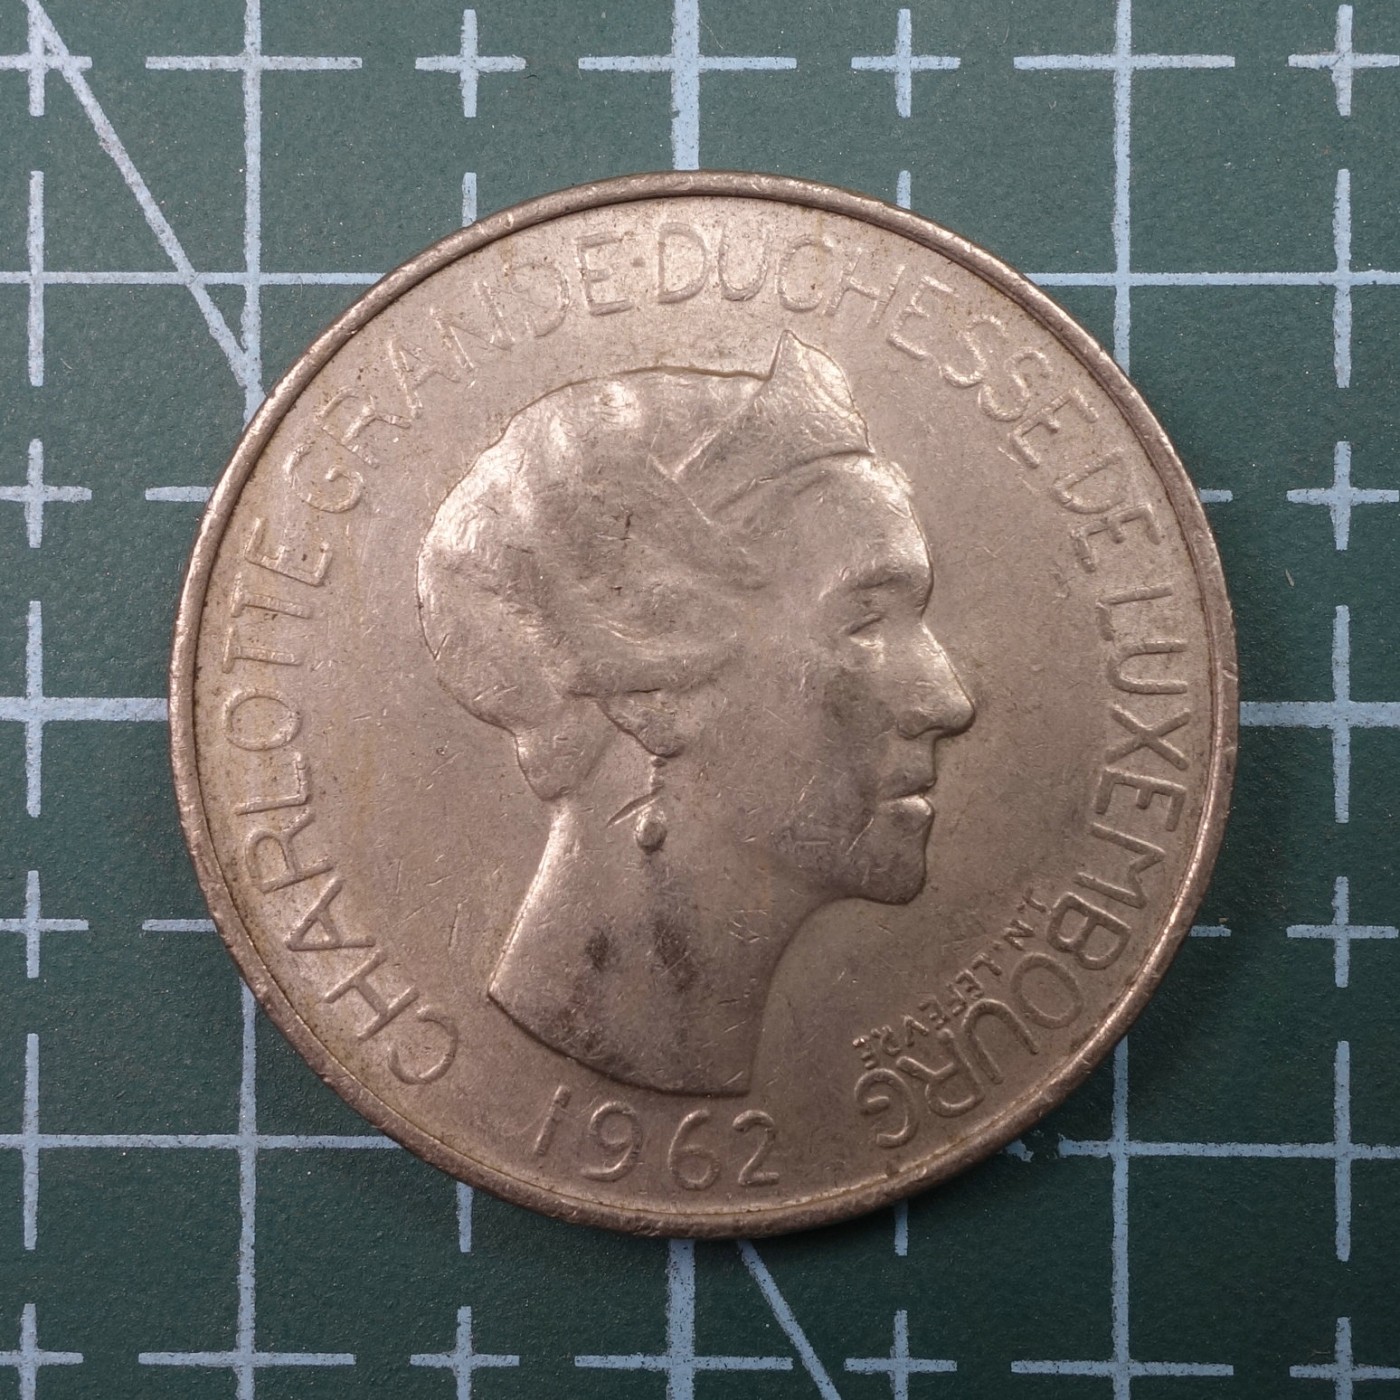 CHARLOTTE GRANDE·DUCHESSE DE LUXEMBOURG
J.N.LEFEVRE
1962